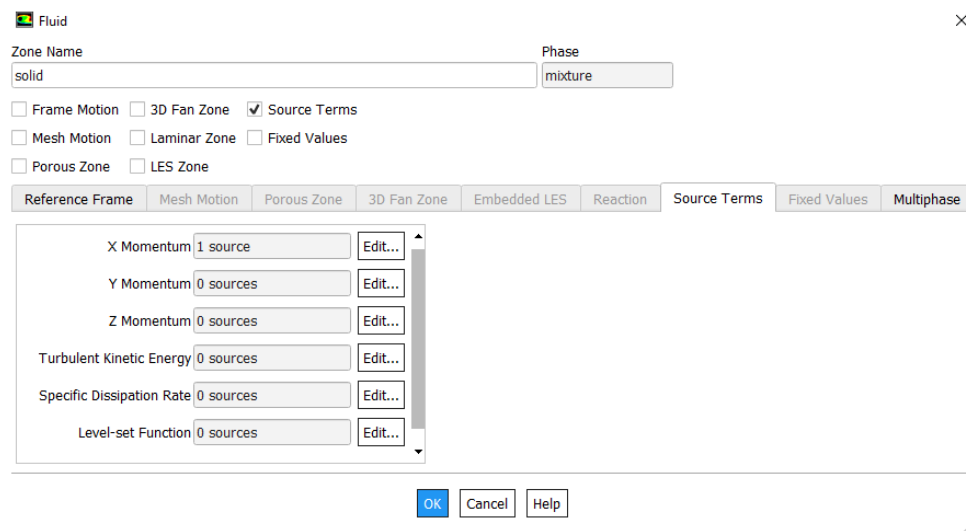 Fluid
Zone Name Phase
solid mixture
Frame Motion 3D Fan Zone Source Terms
Mesh Motion Laminar Zone Fixed Values
Porous Zone LES Zone
Reference Frame Mesh Motion Porous Zone 3D Fan Zone Embedded LES Reaction Source Terms Fixed Values Multiphase
X Momentum 1 source Edit...
Y Momentum 0 sources Edit...
Z Momentum 0 sources Edit...
Turbulent Kinetic Energy 0 sources Edit...
Specific Dissipation Rate 0 sources Edit...
Level-set Function 0 sources Edit...
OK Cancel Help